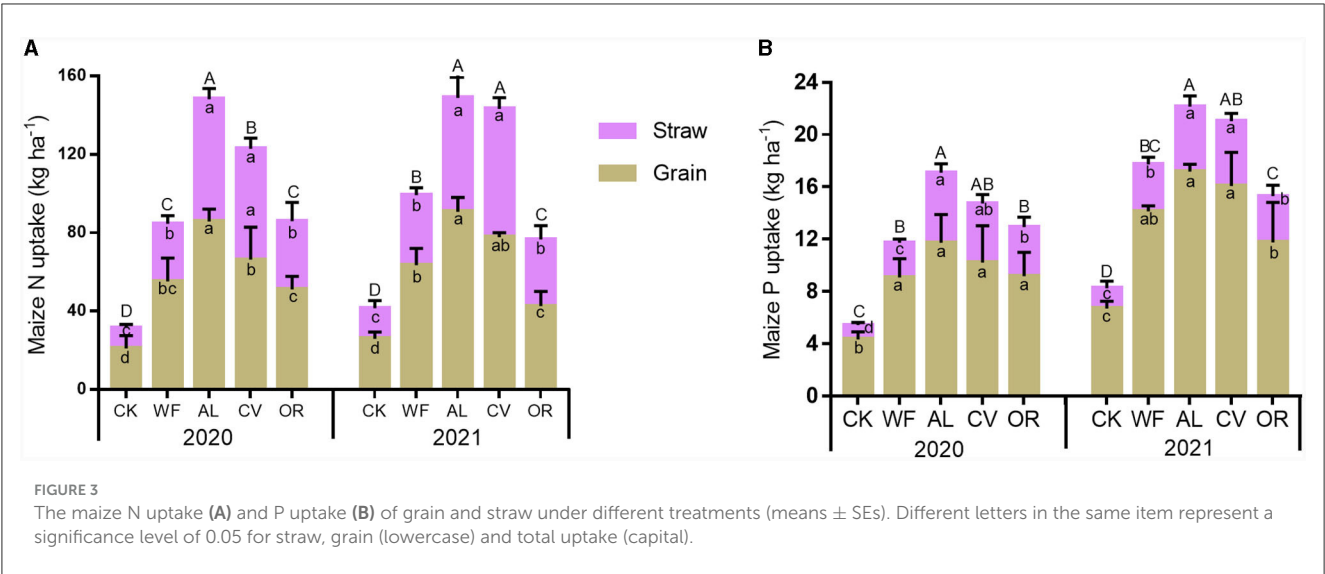 A
Maize N uptake (kg ha⁻¹)
160
120
80
40
0
D
c
d
C
b
bc
A
a
a
B
a
a
b
C
b
c
D
c
d
B
b
b
A
a
a
A
a
ab
C
b
c
CK WF AL CV OR
CK WF AL CV OR
2020
2021
Straw
Grain
B
Maize P uptake (kg ha⁻¹)
24
20
16
12
8
4
0
C
d
b
B
c
a
A
a
a
AB
ab
a
B
b
a
D
c
c
BC
b
ab
A
a
a
AB
a
a
C
b
b
CK WF AL CV OR
CK WF AL CV OR
2020
2021
FIGURE 3
The maize N uptake (A) and P uptake (B) of grain and straw under different treatments (means ± SEs). Different letters in the same item represent a
significance level of 0.05 for straw, grain (lowercase) and total uptake (capital).